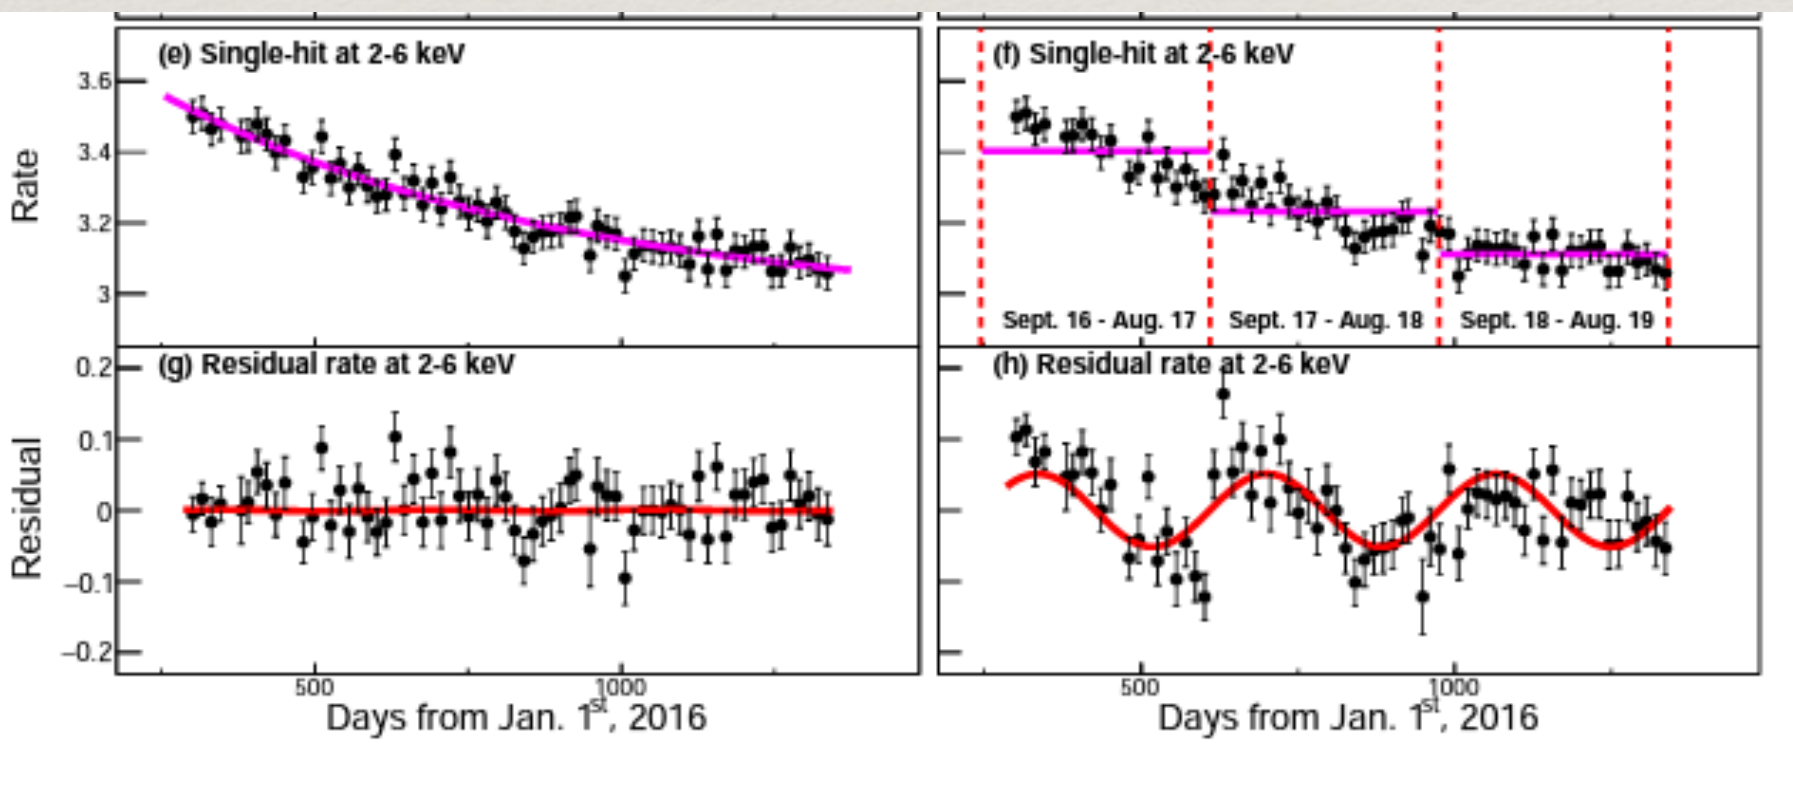 (e) Single-hit at 2-6 keV
(f) Single-hit at 2-6 keV
Rate
3.6
3.4
3.2
3
Sept. 16 - Aug. 17
Sept. 17 - Aug. 18
Sept. 18 - Aug. 19
(g) Residual rate at 2-6 keV
(h) Residual rate at 2-6 keV
Residual
0.2
0.1
0
−0.1
−0.2
500
1000
500
1000
Days from Jan. 1st, 2016
Days from Jan. 1st, 2016